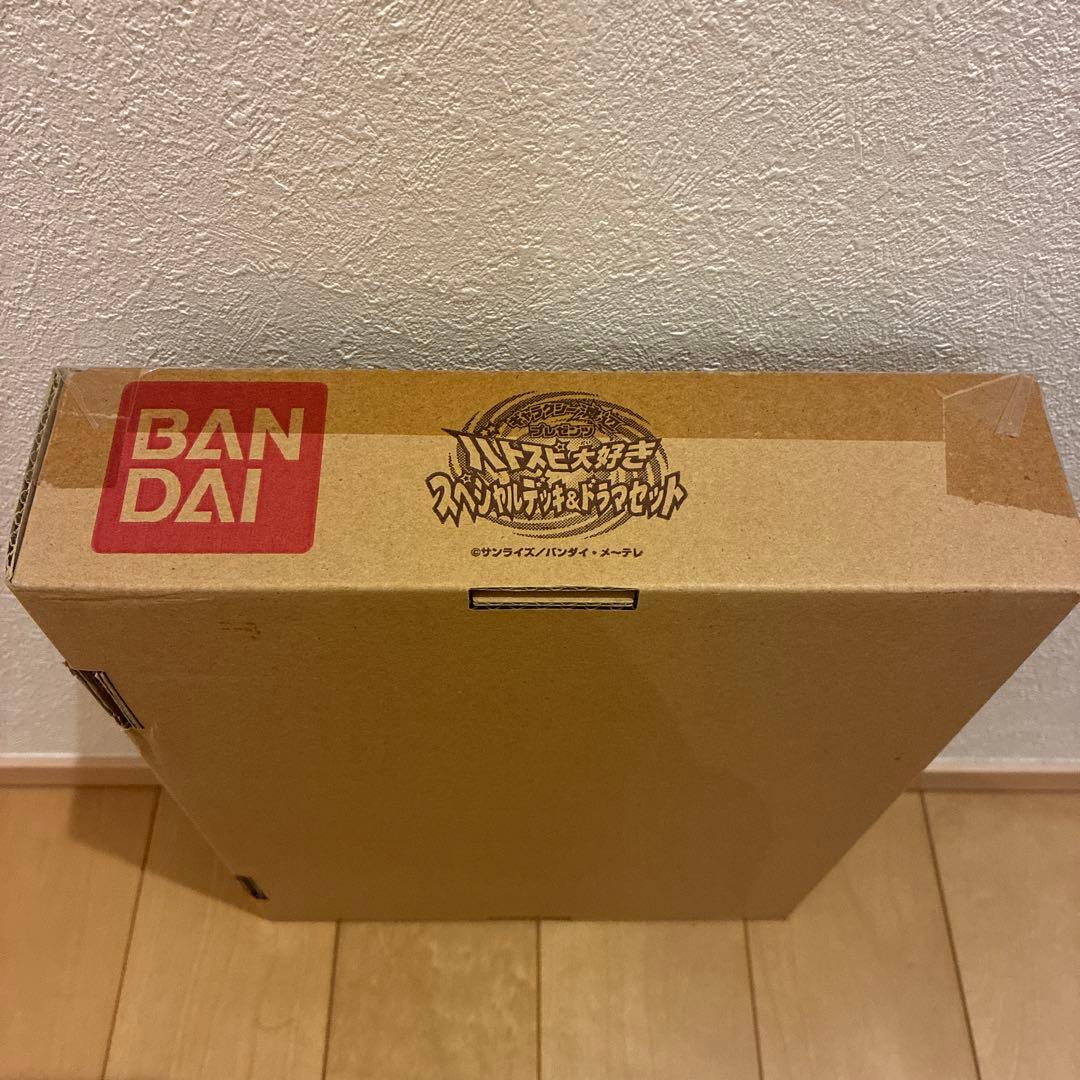 BAN
DAI
ギャラクシー渡辺
プレゼンツ
バトスピ大好き
スペシャルデッキ&ドラマセット
©サンライズ/バンダイ・メ~テレ